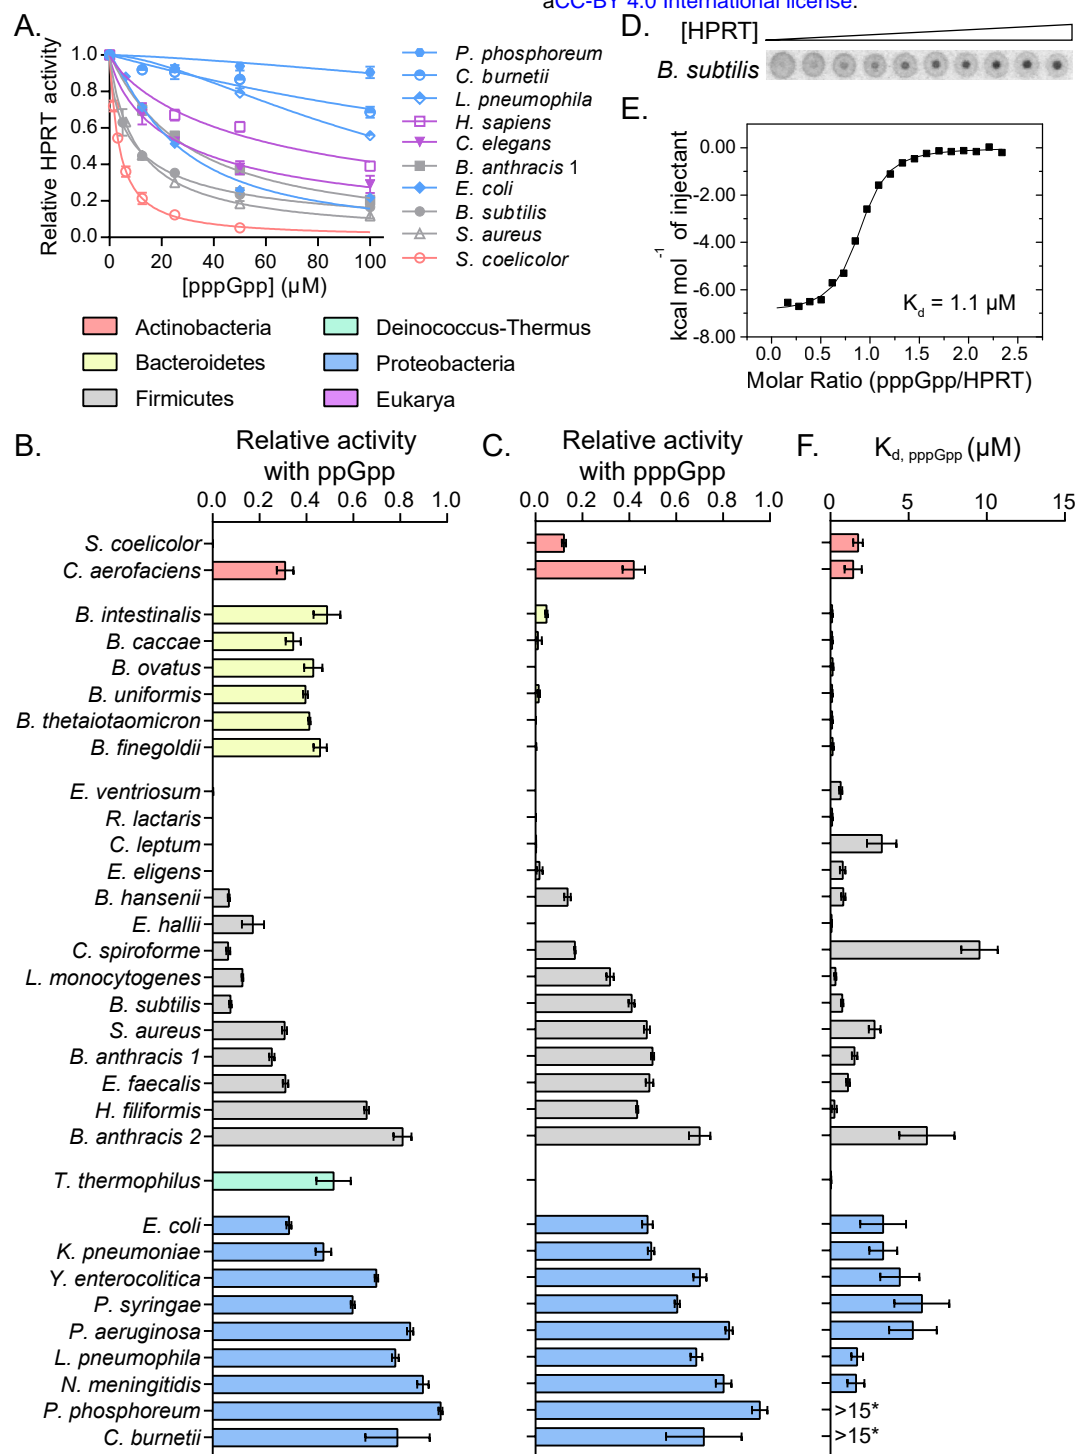 aCC-BY 4.0 International license.
A.
Relative HPRT activity
1.0
0.8
0.6
0.4
0.2
0.0
0 20 40 60 80 100
[pppGpp] (µM)
P. phosphoreum
C. burnetii
L. pneumophila
H. sapiens
C. elegans
B. anthracis 1
E. coli
B. subtilis
S. aureus
S. coelicolor
D.
[HPRT]
B. subtilis
E.
kcal mol⁻¹ of injectant
0.00
-2.00
-4.00
-6.00
-8.00
Kd = 1.1 µM
0.0 0.5 1.0 1.5 2.0 2.5
Molar Ratio (pppGpp/HPRT)
Actinobacteria
Bacteroidetes
Firmicutes
Deinococcus-Thermus
Proteobacteria
Eukarya
B.
Relative activity
with ppGpp
0.0 0.2 0.4 0.6 0.8 1.0
S. coelicolor
C. aerofaciens
B. intestinalis
B. caccae
B. ovatus
B. uniformis
B. thetaiotaomicron
B. finegoldii
E. ventriosum
R. lactaris
C. leptum
E. eligens
B. hansenii
E. hallii
C. spiroforme
L. monocytogenes
B. subtilis
S. aureus
B. anthracis 1
E. faecalis
H. filiformis
B. anthracis 2
T. thermophilus
E. coli
K. pneumoniae
Y. enterocolitica
P. syringae
P. aeruginosa
L. pneumophila
N. meningitidis
P. phosphoreum
C. burnetii
C.
Relative activity
with pppGpp
0.0 0.2 0.4 0.6 0.8 1.0
F.
Kd, pppGpp (µM)
0 5 10 15
>15*
>15*